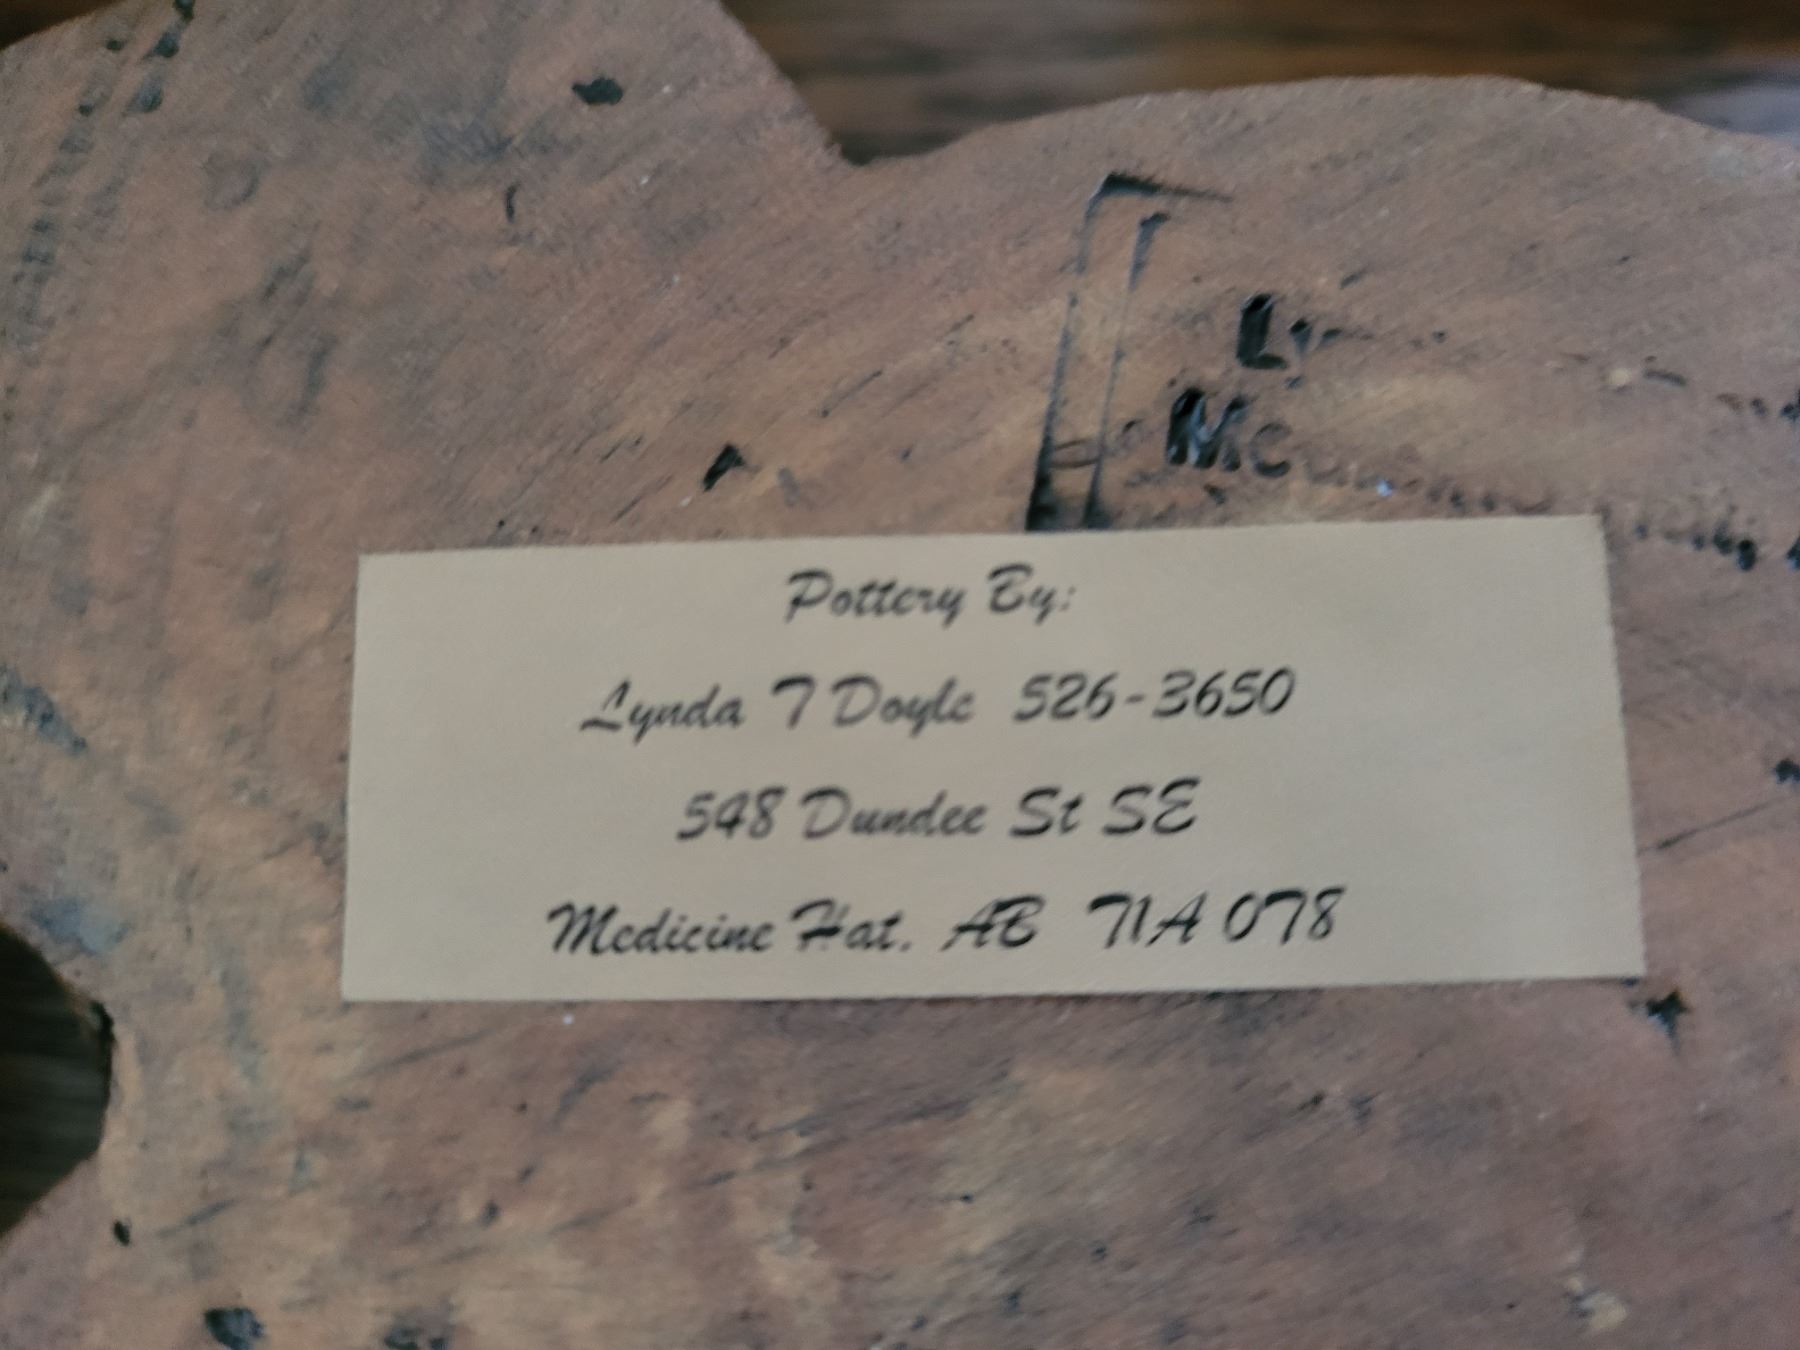 Pottery By:
Lynda T Doyle 526-3650
548 Dundee St SE
Medicine Hat. AB T1A 0T8